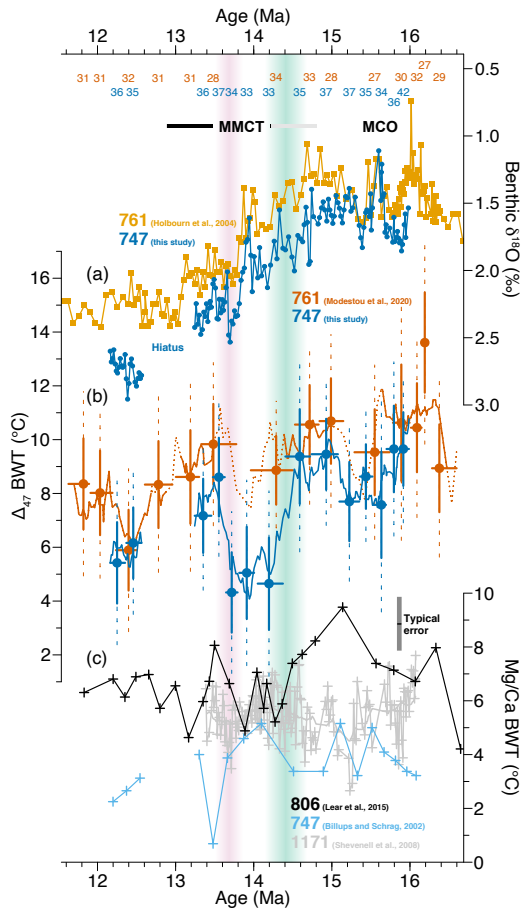 Age (Ma)
12 13 14 15 16
0.5
27
31 31 32 31 31 28 34 33 28 27 30 32 29
36 35 36 37 34 33 33 35 37 37 35 34 36 42
MMCT MCO
1.0
1.5
2.0
2.5
3.0
Benthic δ18O (‰)
761 (Holbourn et al., 2004)
747 (this study)
(a)
Hiatus
761 (Modestou et al., 2020)
747 (this study)
(b)
16
14
12
10
8
6
4
2
Δ47 BWT (°C)
Typical
error
(c)
10
8
6
4
2
0
Mg/Ca BWT (°C)
806 (Lear et al., 2015)
747 (Billups and Schrag, 2002)
1171 (Shevenell et al., 2008)
12 13 14 15 16
Age (Ma)